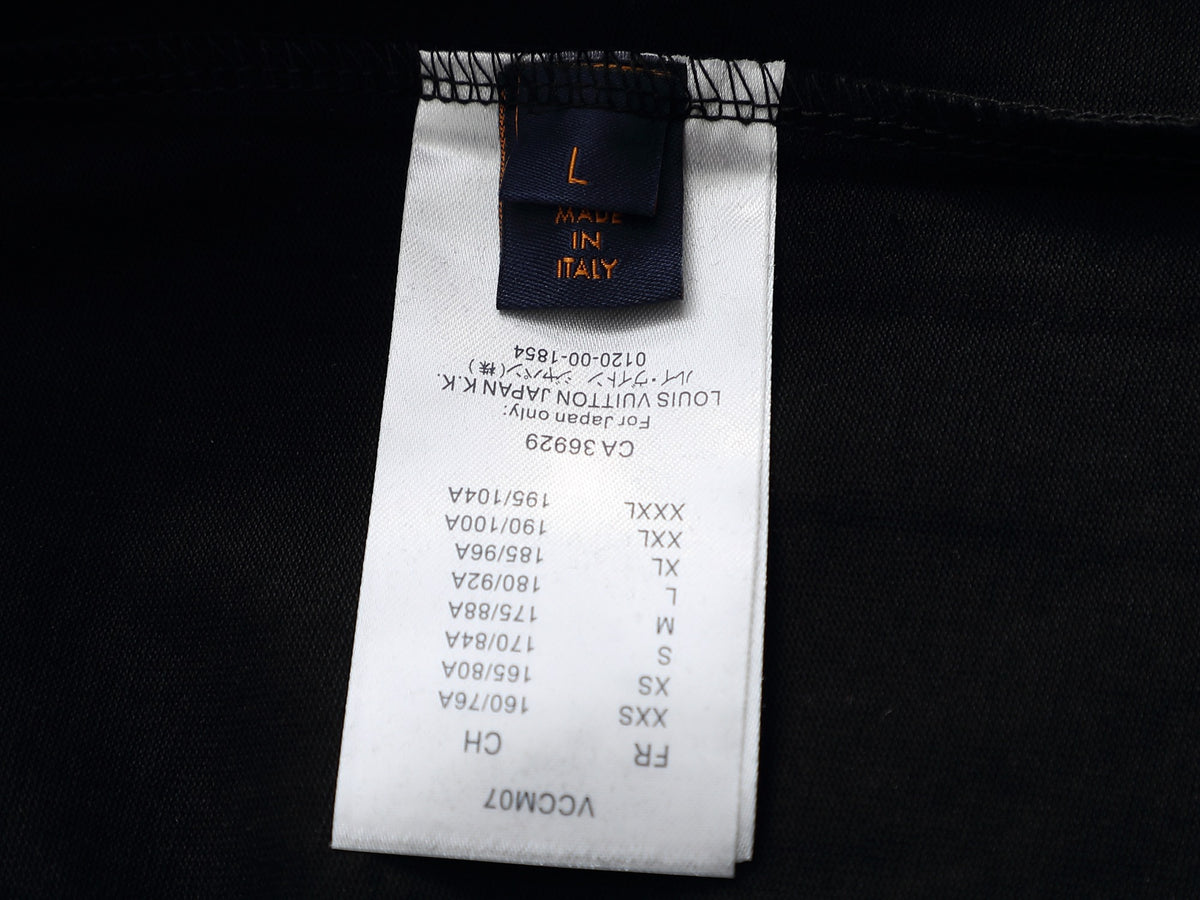 L
MADE
IN
ITALY
VCCM07
FR CH
XXS 160/76A
XS 165/80A
S 170/84A
M 175/88A
L 180/92A
XL 185/96A
XXL 190/100A
XXXL 195/104A
CA 36929
For Japan only:
LOUIS VUITTON JAPAN K.K.
ルイ・ヴィトン ジャパン(株)
0120-00-1854